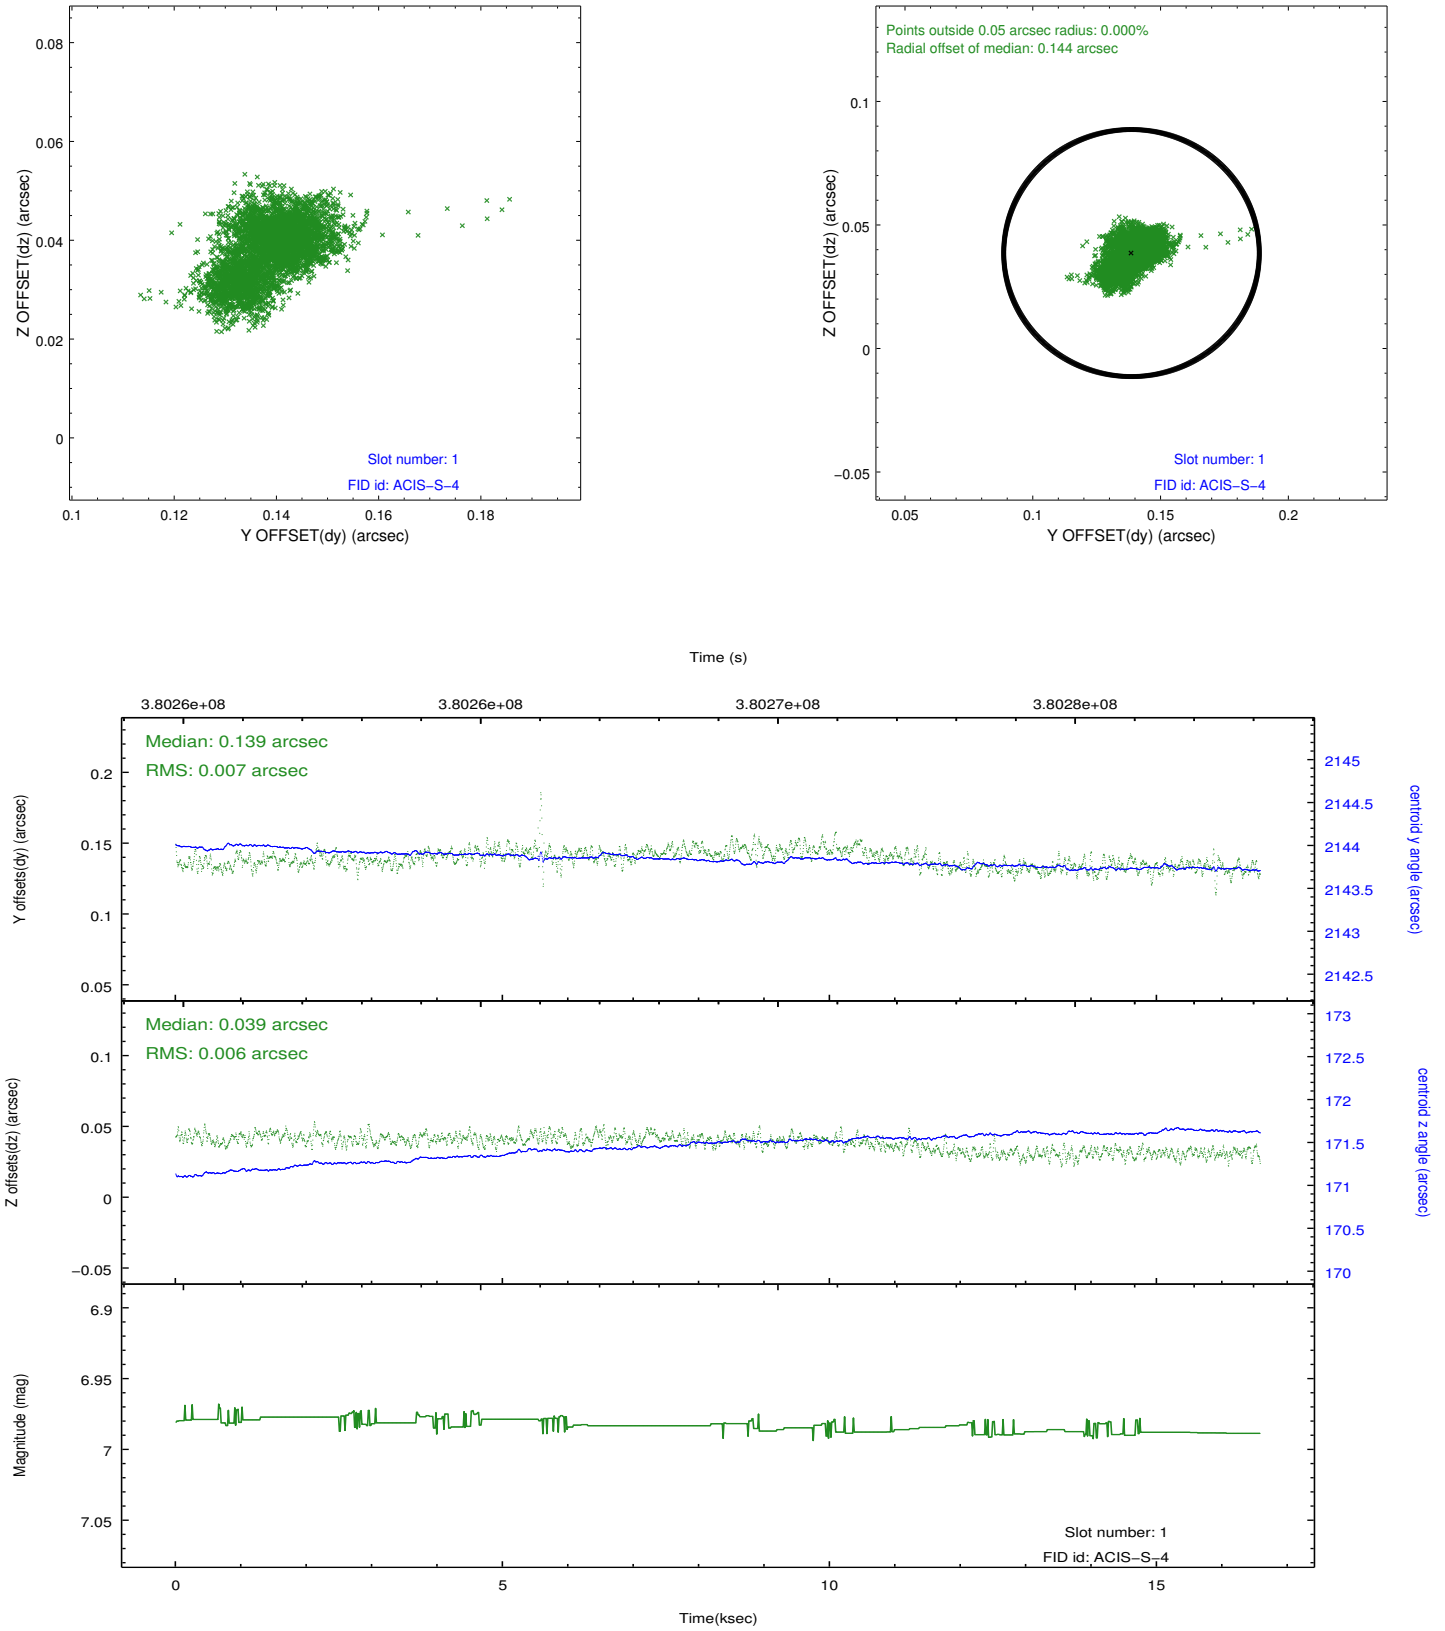 0.08
0.06
0.04
0.02
0
Z OFFSET(dz) (arcsec)
Slot number: 1
FID id: ACIS−S−4
0.1 0.12 0.14 0.16 0.18
Y OFFSET(dy) (arcsec)
Points outside 0.05 arcsec radius: 0.000%
Radial offset of median: 0.144 arcsec
0.1
0.05
0
−0.05
Z OFFSET(dz) (arcsec)
Slot number: 1
FID id: ACIS−S−4
0.05 0.1 0.15 0.2
Y OFFSET(dy) (arcsec)
Time (s)
3.8026e+08 3.8026e+08 3.8027e+08 3.8028e+08
Median: 0.139 arcsec
RMS: 0.007 arcsec
0.2
0.15
0.1
0.05
Y offsets(dy) (arcsec)
2145
2144.5
2144
2143.5
2143
2142.5
centroid y angle (arcsec)
Median: 0.039 arcsec
RMS: 0.006 arcsec
0.1
0.05
0
−0.05
Z offsets(dz) (arcsec)
173
172.5
172
171.5
171
170.5
170
centroid z angle (arcsec)
6.9
6.95
7
7.05
Magnitude (mag)
Slot number: 1
FID id: ACIS−S−4
0 5 10 15
Time(ksec)